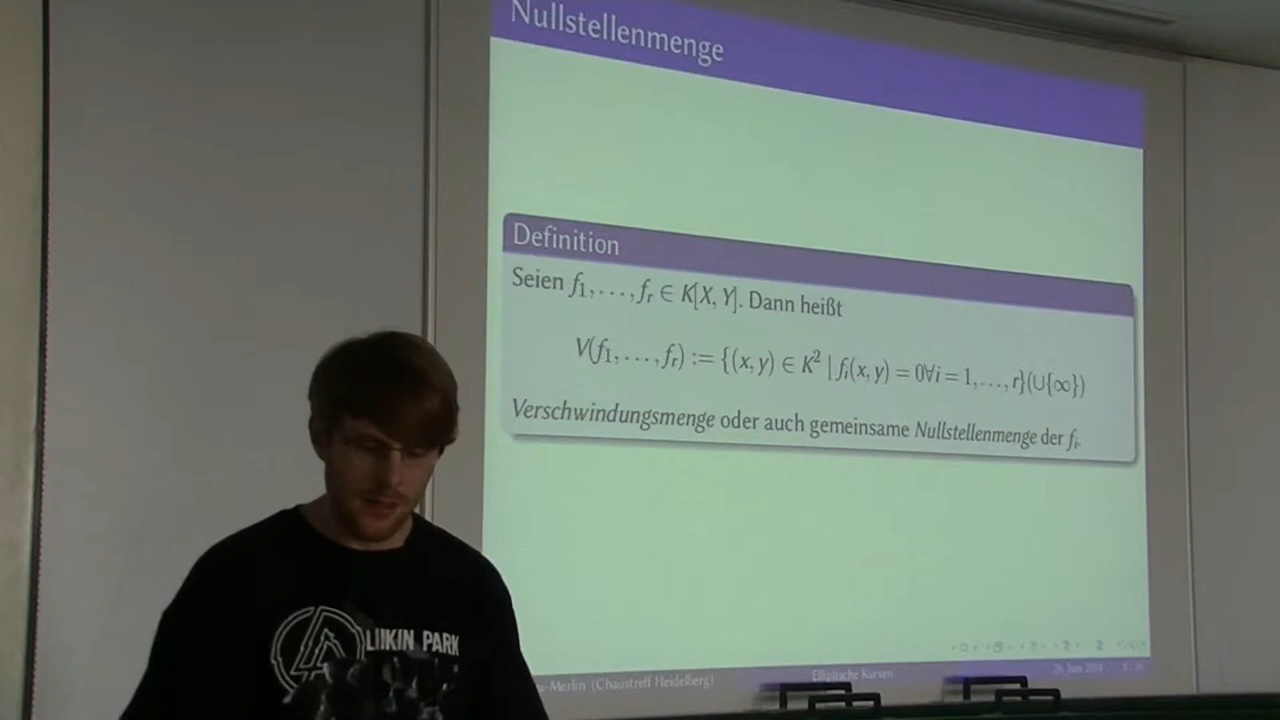 Nullstellenmenge
Definition
Seien f₁, . . . , fᵣ ∈ K[X, Y]. Dann heißt
V(f₁, . . . , fᵣ) := {(x, y) ∈ K² | fᵢ(x, y) = 0∀i = 1, . . . , r}(∪{∞})
Verschwindungsmenge oder auch gemeinsame Nullstellenmenge der fᵢ.
LINKIN PARK
-Merlin (Chaostreff Heidelberg)
Elliptische Kurven